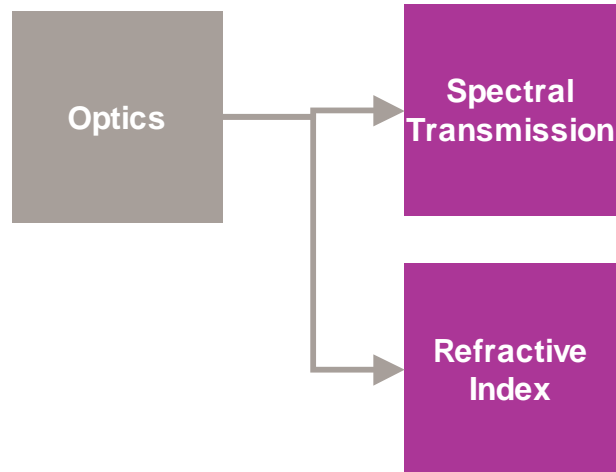 Optics
Spectral
Transmission
Refractive
Index